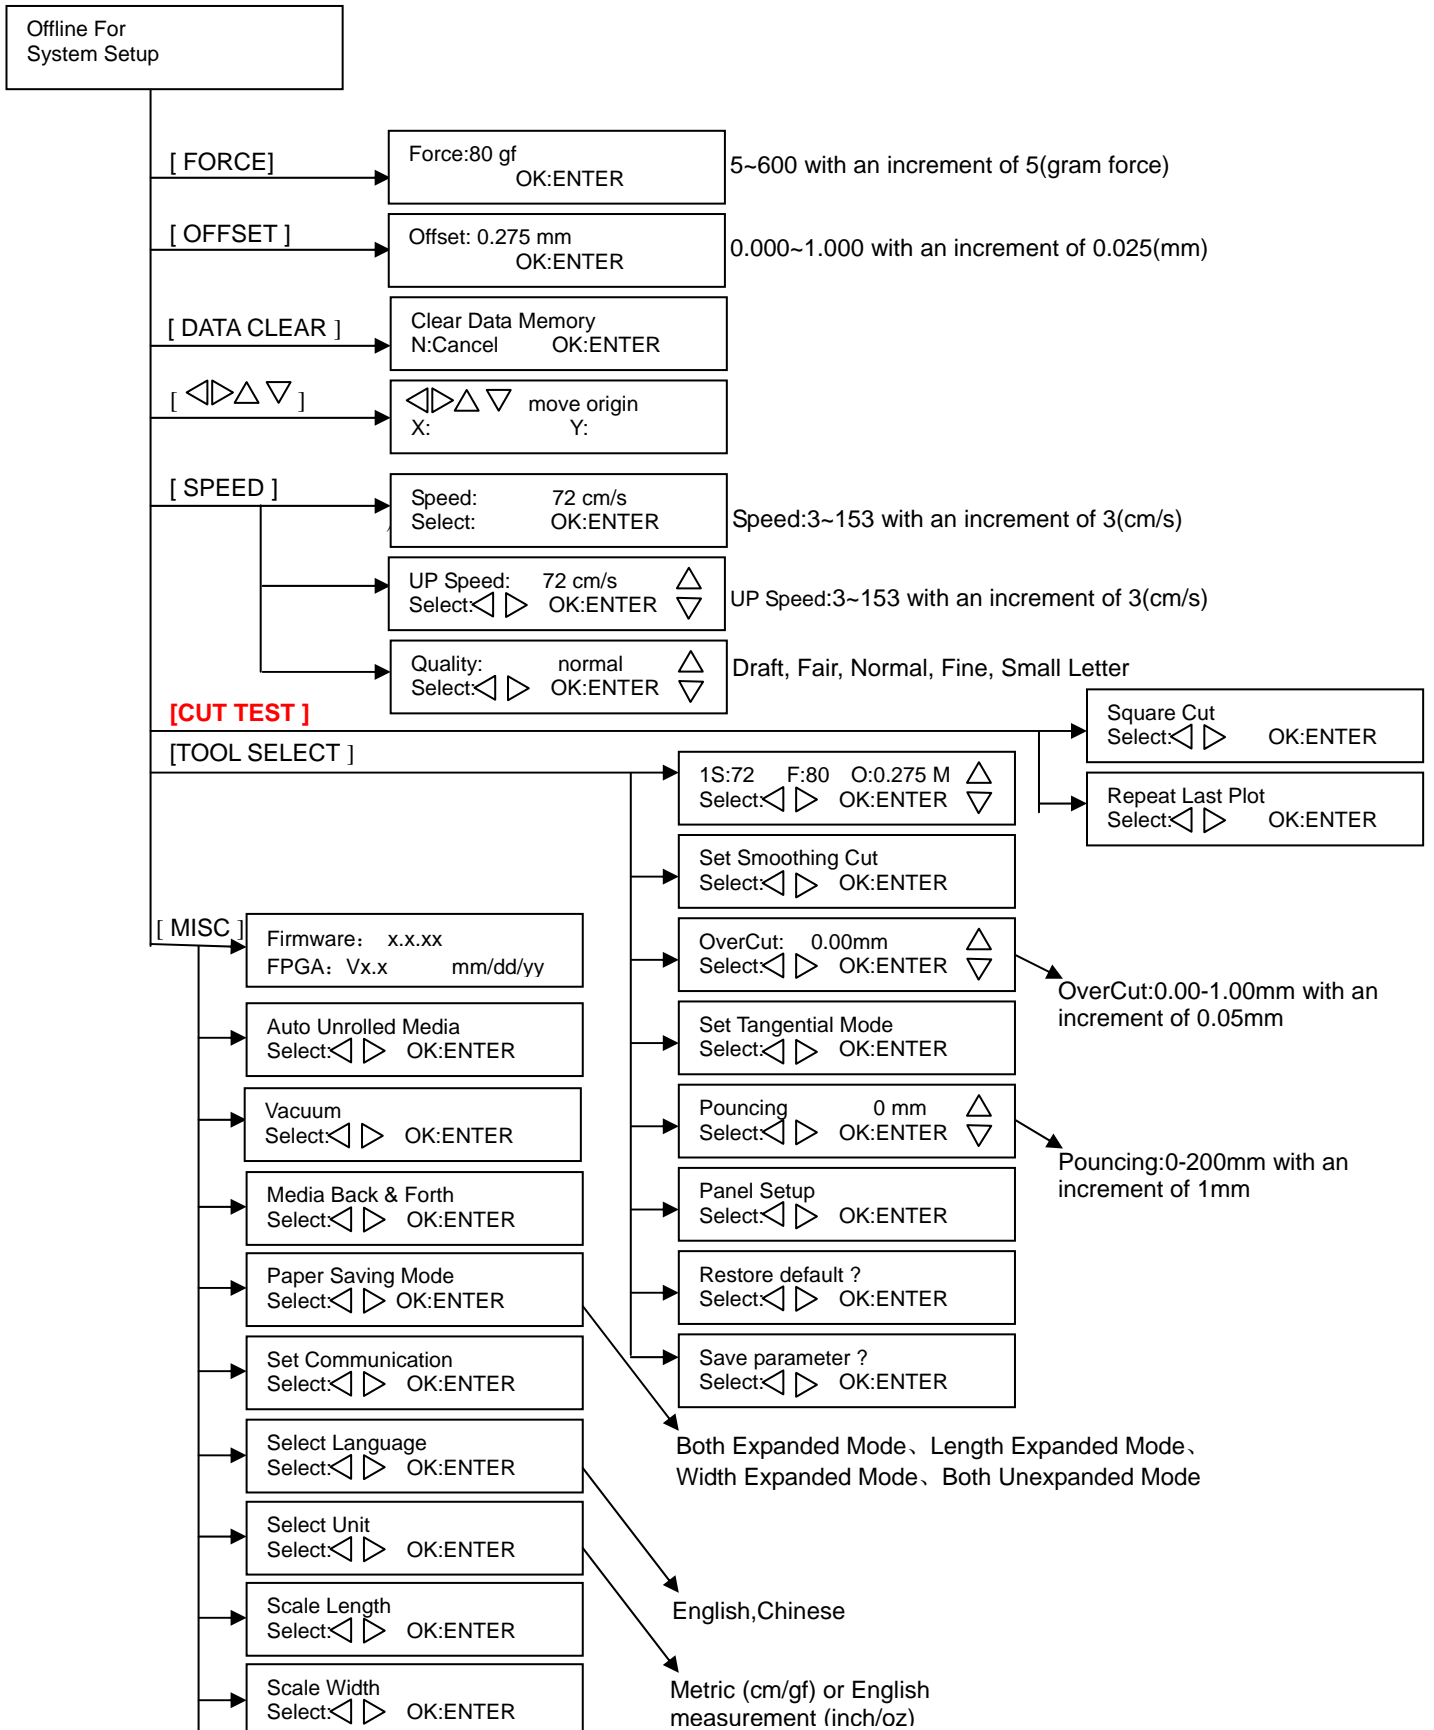 Offline For
System Setup
[ FORCE]
Force:80 gf
OK:ENTER
5~600 with an increment of 5(gram force)
[ OFFSET ]
Offset: 0.275 mm
OK:ENTER
0.000~1.000 with an increment of 0.025(mm)
[ DATA CLEAR ]
Clear Data Memory
N:Cancel OK:ENTER
[ ◁▷△▽ ]
◁▷△▽ move origin
X: Y:
[ SPEED ]
Speed: 72 cm/s
Select: OK:ENTER
Speed:3~153 with an increment of 3(cm/s)
UP Speed: 72 cm/s △
Select:◁ ▷ OK:ENTER ▽
UP Speed:3~153 with an increment of 3(cm/s)
Quality: normal △
Select:◁ ▷ OK:ENTER ▽
Draft, Fair, Normal, Fine, Small Letter
[CUT TEST ]
Square Cut
Select:◁ ▷ OK:ENTER
Repeat Last Plot
Select:◁ ▷ OK:ENTER
[TOOL SELECT ]
1S:72 F:80 O:0.275 M △
Select:◁ ▷ OK:ENTER ▽
Set Smoothing Cut
Select:◁ ▷ OK:ENTER
OverCut: 0.00mm △
Select:◁ ▷ OK:ENTER ▽
OverCut:0.00-1.00mm with an
increment of 0.05mm
Set Tangential Mode
Select:◁ ▷ OK:ENTER
Pouncing 0 mm △
Select:◁ ▷ OK:ENTER ▽
Pouncing:0-200mm with an
increment of 1mm
Panel Setup
Select:◁ ▷ OK:ENTER
Restore default ?
Select:◁ ▷ OK:ENTER
Save parameter ?
Select:◁ ▷ OK:ENTER
[ MISC ]
Firmware： x.x.xx
FPGA：Vx.x mm/dd/yy
Auto Unrolled Media
Select:◁ ▷ OK:ENTER
Vacuum
Select:◁ ▷ OK:ENTER
Media Back & Forth
Select:◁ ▷ OK:ENTER
Paper Saving Mode
Select:◁ ▷ OK:ENTER
Both Expanded Mode、Length Expanded Mode、
Width Expanded Mode、Both Unexpanded Mode
Set Communication
Select:◁ ▷ OK:ENTER
Select Language
Select:◁ ▷ OK:ENTER
English,Chinese
Select Unit
Select:◁ ▷ OK:ENTER
Metric (cm/gf) or English
measurement (inch/oz)
Scale Length
Select:◁ ▷ OK:ENTER
Scale Width
Select:◁ ▷ OK:ENTER